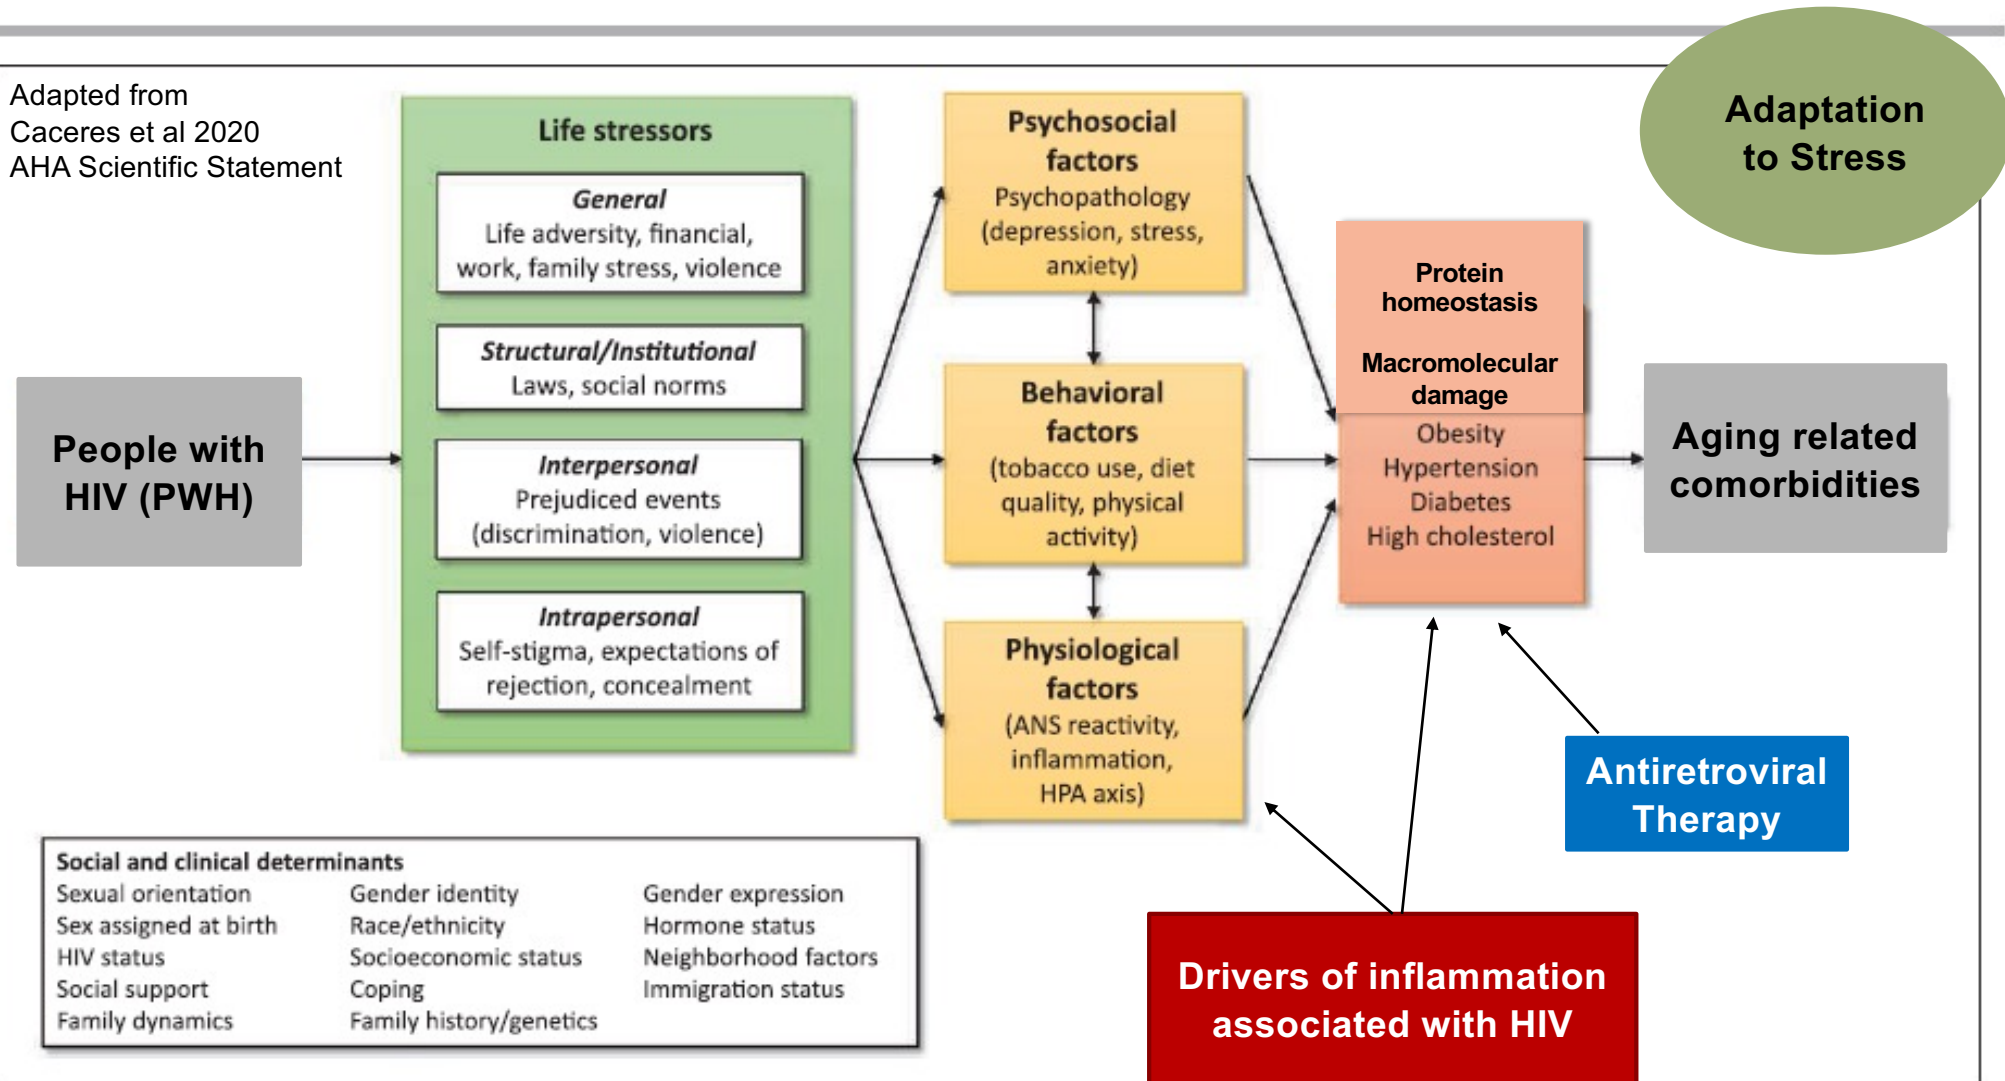 Adapted from
Caceres et al 2020
AHA Scientific Statement
Adaptation
to Stress
People with
HIV (PWH)
Life stressors
General
Life adversity, financial,
work, family stress, violence
Structural/Institutional
Laws, social norms
Interpersonal
Prejudiced events
(discrimination, violence)
Intrapersonal
Self-stigma, expectations of
rejection, concealment
Psychosocial
factors
Psychopathology
(depression, stress,
anxiety)
Behavioral
factors
(tobacco use, diet
quality, physical
activity)
Physiological
factors
(ANS reactivity,
inflammation,
HPA axis)
Protein
homeostasis
Macromolecular
damage
Obesity
Hypertension
Diabetes
High cholesterol
Aging related
comorbidities
Antiretroviral
Therapy
Drivers of inflammation
associated with HIV
Social and clinical determinants
Sexual orientation Gender identity Gender expression
Sex assigned at birth Race/ethnicity Hormone status
HIV status Socioeconomic status Neighborhood factors
Social support Coping Immigration status
Family dynamics Family history/genetics